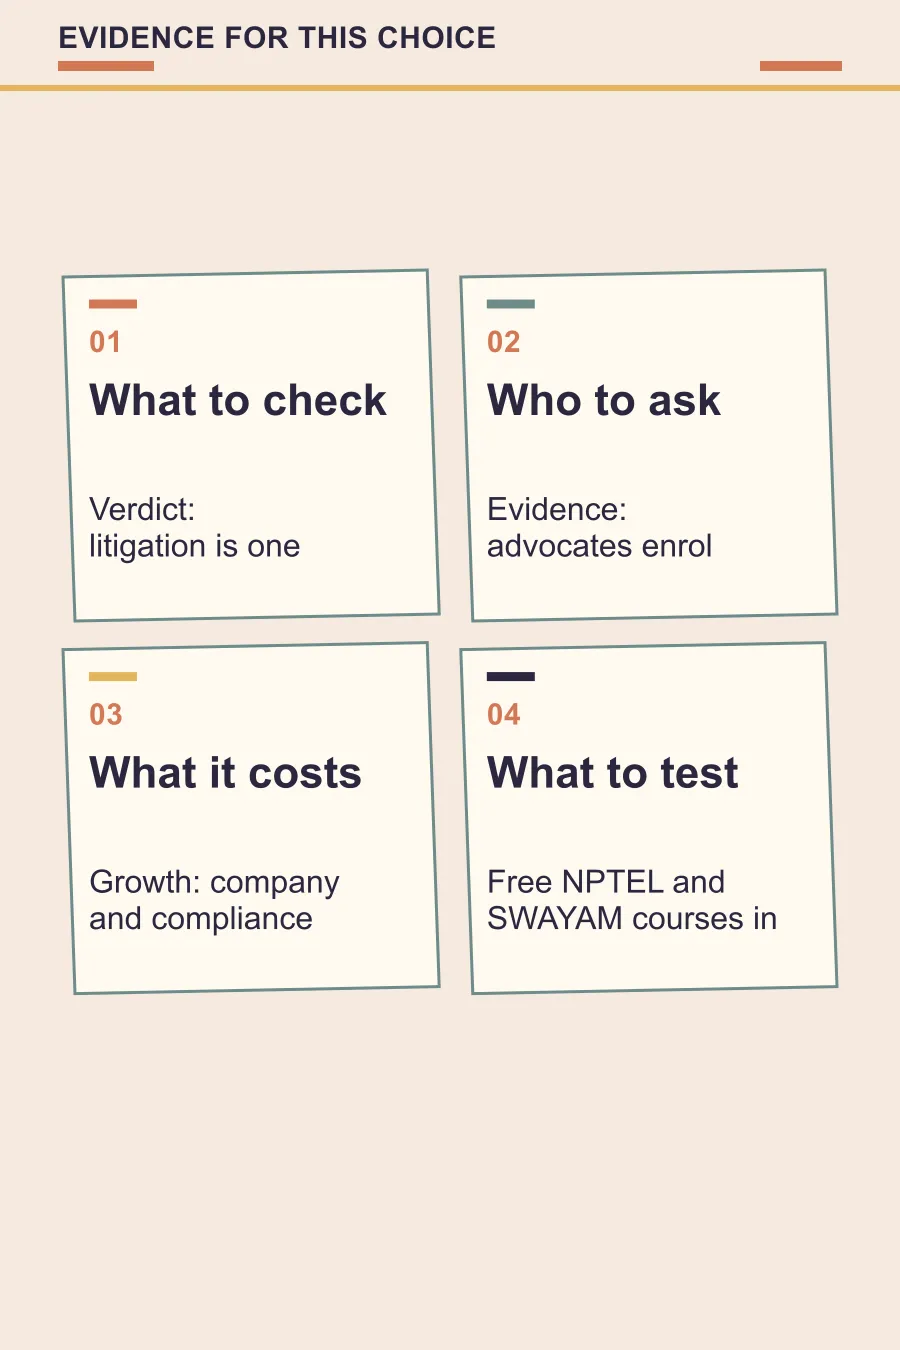 EVIDENCE FOR THIS CHOICE
01
What to check
Verdict:
litigation is one
02
Who to ask
Evidence:
advocates enrol
03
What it costs
Growth: company
and compliance
04
What to test
Free NPTEL and
SWAYAM courses in